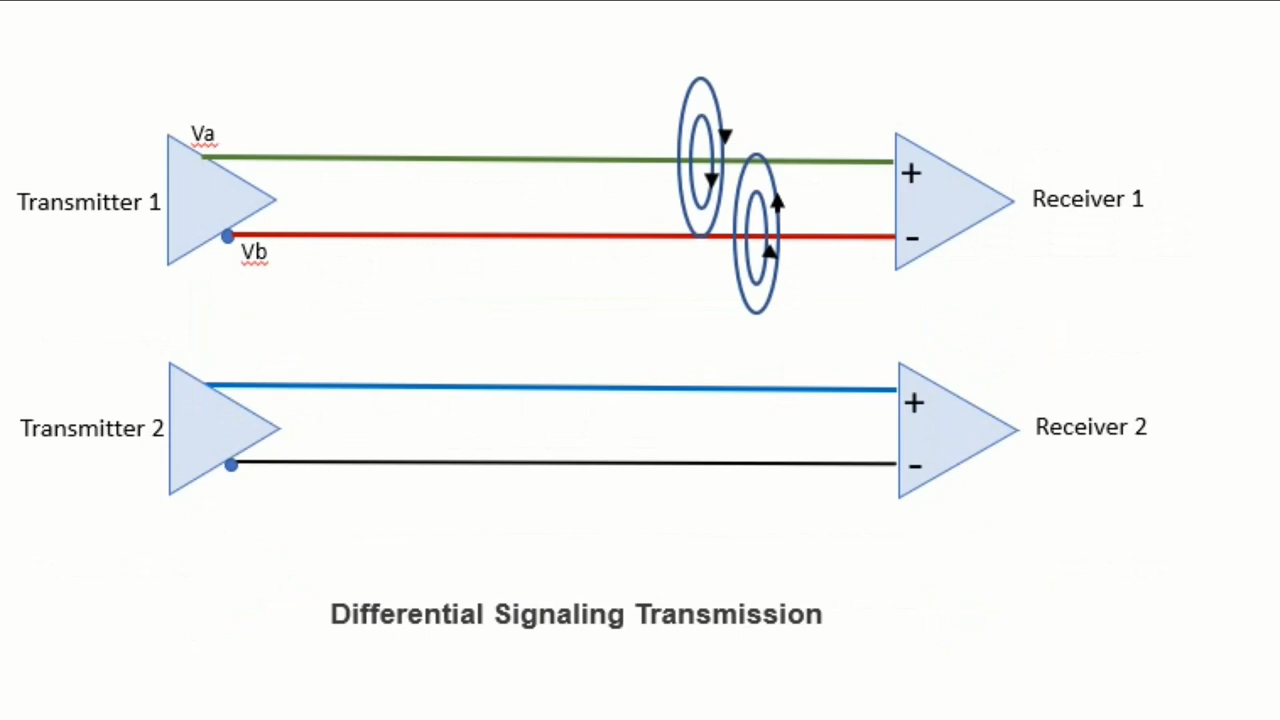 Va
+
Transmitter 1
Receiver 1
-
Vb
+
Transmitter 2
Receiver 2
-
Differential Signaling Transmission